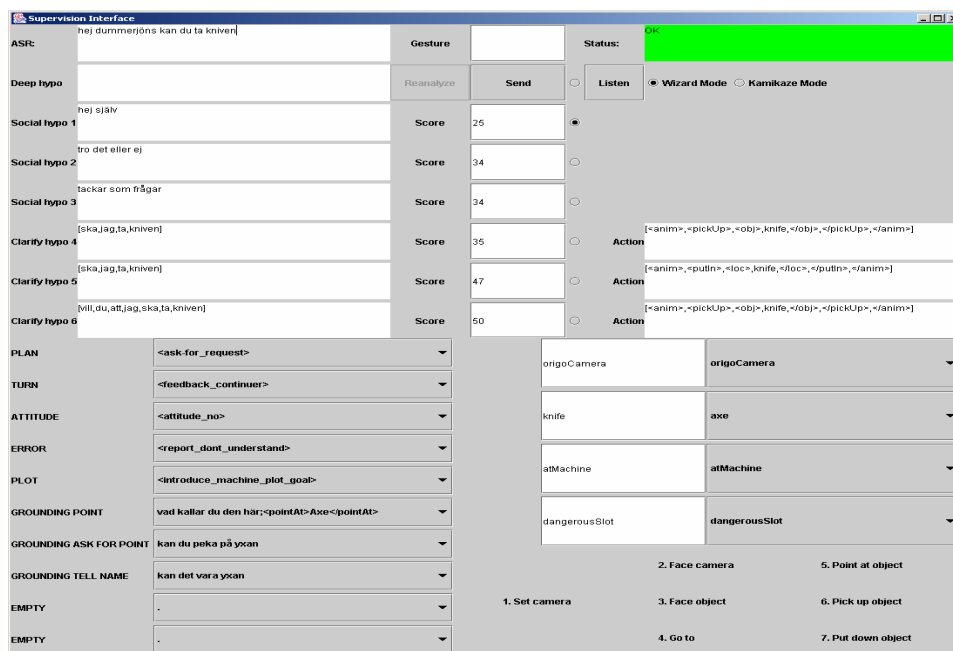 Supervision Interface
ASR: hej dummerjöns kan du ta kniven Gesture Status: OK
Deep hypo Reanalyze Send Listen Wizard Mode Kamikaze Mode
Social hypo 1 hej själv Score 25
Social hypo 2 tro det eller ej Score 34
Social hypo 3 tackar som frågar Score 34
Clarify hypo 4 [ska,jag,ta,kniven] Score 35 Action [<anim>,<pickUp>,<obj>,knife,</obj>,</pickUp>,</anim>]
Clarify hypo 5 [ska,jag,ta,kniven] Score 47 Action [<anim>,<putIn>,<loc>,knife,</loc>,</putIn>,</anim>]
Clarify hypo 6 [vill,du,att,jag,ska,ta,kniven] Score 50 Action [<anim>,<pickUp>,<obj>,knife,</obj>,</pickUp>,</anim>]
PLAN <ask-for_request> origoCamera origoCamera
TURN <feedback_continuer>
ATTITUDE <attitude_no> knife axe
ERROR <report_dont_understand>
PLOT <introduce_machine_plot_goal> atMachine atMachine
GROUNDING POINT vad kallar du den här;<pointAt>Axe</pointAt> dangerousSlot dangerousSlot
GROUNDING ASK FOR POINT kan du peka på yxan
2. Face camera 5. Point at object
GROUNDING TELL NAME kan det vara yxan
EMPTY . 1. Set camera 3. Face object 6. Pick up object
EMPTY . 4. Go to 7. Put down object